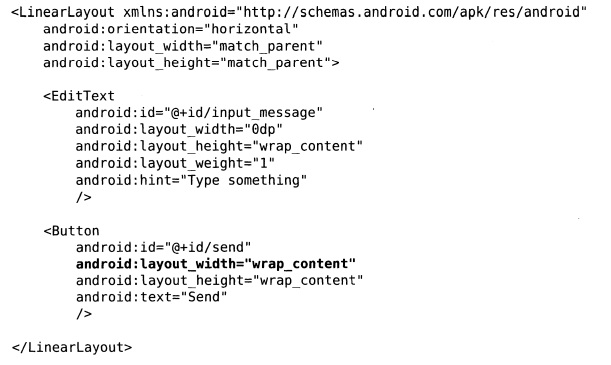 <LinearLayout xmlns:android="http://schemas.android.com/apk/res/android"
    android:orientation="horizontal"
    android:layout_width="match_parent"
    android:layout_height="match_parent">

    <EditText
        android:id="@+id/input_message"
        android:layout_width="0dp"
        android:layout_height="wrap_content"
        android:layout_weight="1"
        android:hint="Type something"
        />

    <Button
        android:id="@+id/send"
        android:layout_width="wrap_content"
        android:layout_height="wrap_content"
        android:text="Send"
        />

</LinearLayout>